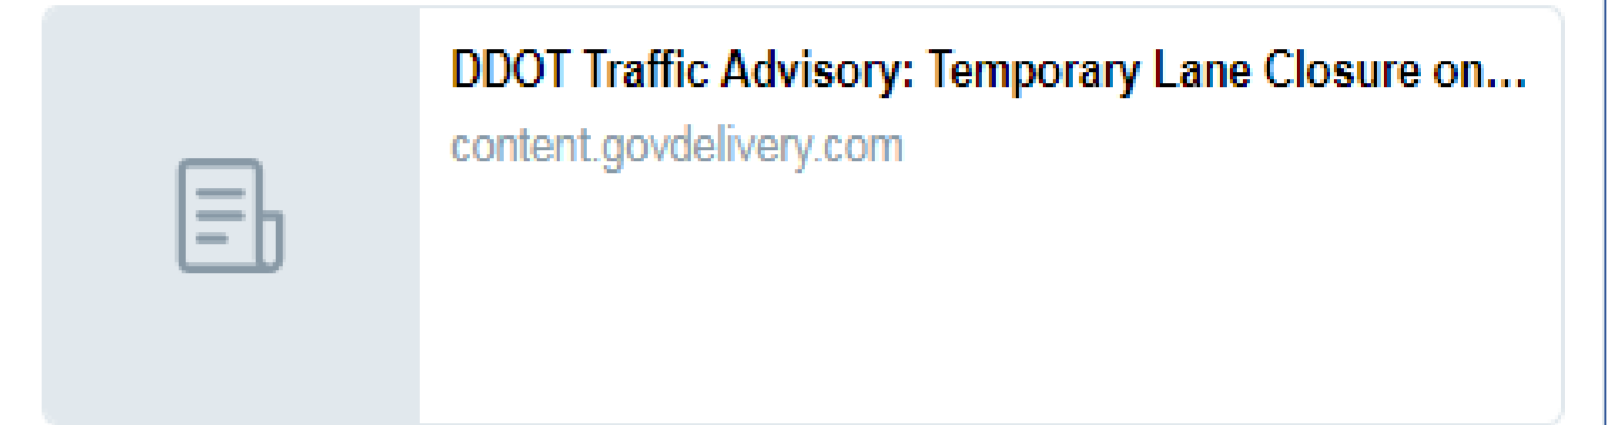 DDOT Traffic Advisory: Temporary Lane Closure on...
content.govdelivery.com